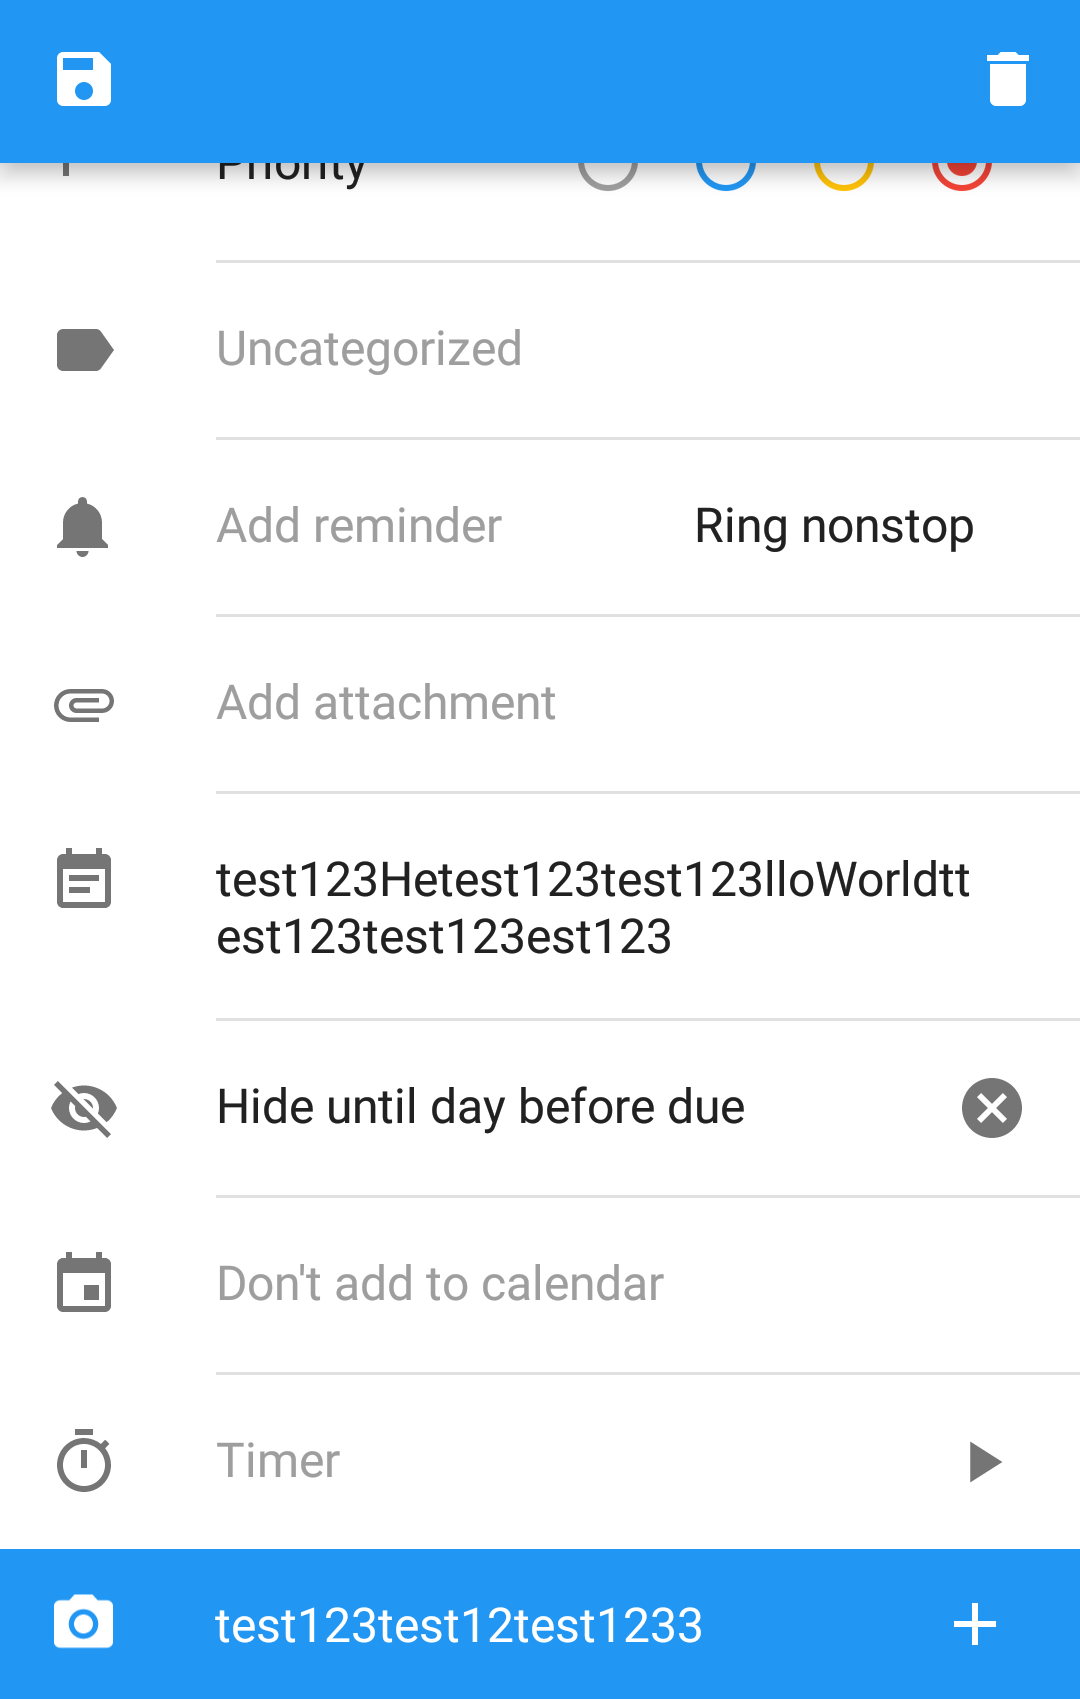 Priority
Uncategorized
Add reminder Ring nonstop
Add attachment
test123Hetest123test123lloWorldtt
est123test123est123
Hide until day before due
Don't add to calendar
Timer
test123test12test1233